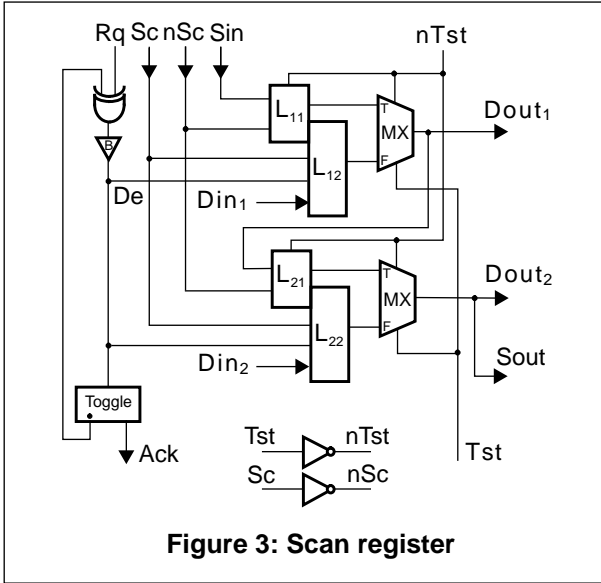 Rq Sc nSc Sin nTst
L11 T MX Dout1
B L12 F
De Din1
L21 T MX Dout2
L22 F
Din2 Sout
Toggle
Ack Tst nTst Tst
Sc nSc
Figure 3: Scan register